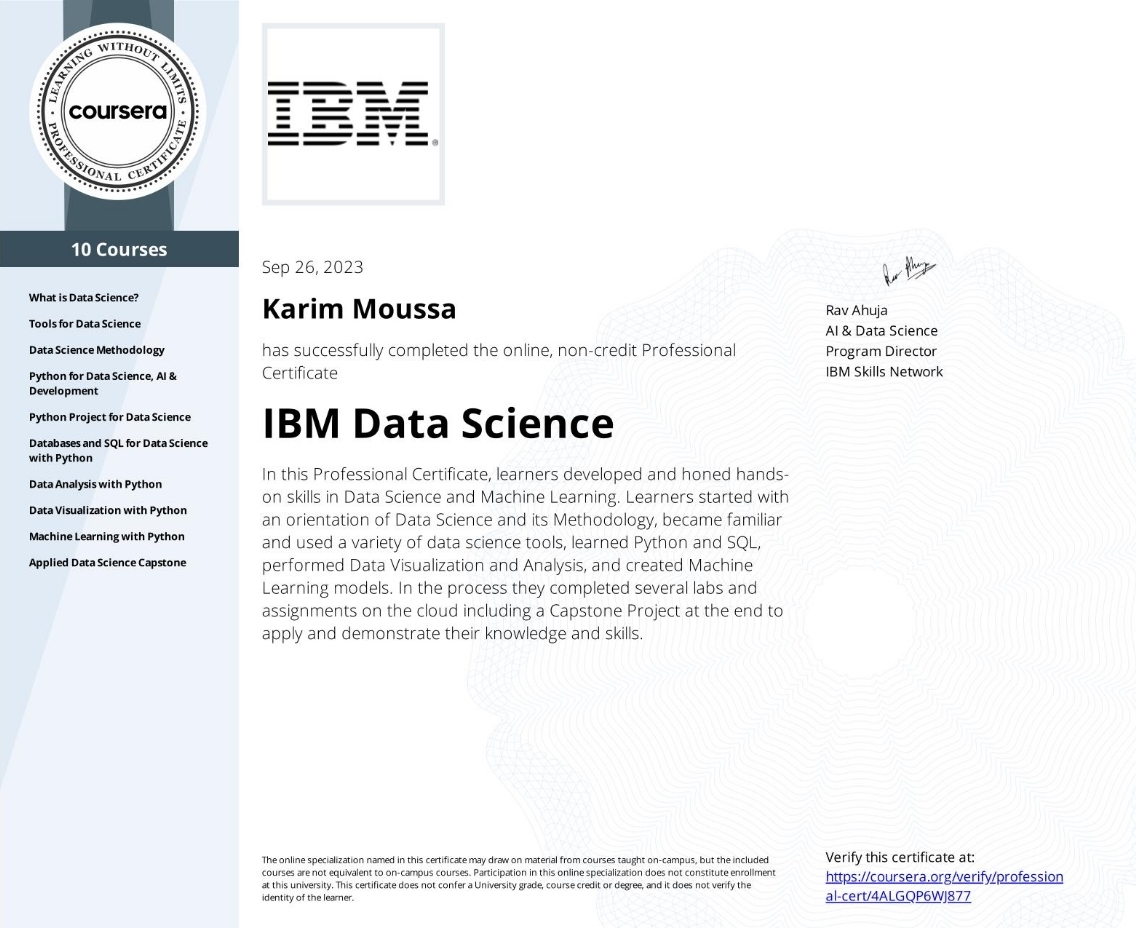 LEARNING WITHOUT LIMITS
coursera
PROFESSIONAL CERTIFICATE
IBM®
10 Courses
What is Data Science?
Tools for Data Science
Data Science Methodology
Python for Data Science, AI &
Development
Python Project for Data Science
Databases and SQL for Data Science
with Python
Data Analysis with Python
Data Visualization with Python
Machine Learning with Python
Applied Data Science Capstone
Sep 26, 2023
Karim Moussa
has successfully completed the online, non-credit Professional
Certificate
IBM Data Science
In this Professional Certificate, learners developed and honed hands-
on skills in Data Science and Machine Learning. Learners started with
an orientation of Data Science and its Methodology, became familiar
and used a variety of data science tools, learned Python and SQL,
performed Data Visualization and Analysis, and created Machine
Learning models. In the process they completed several labs and
assignments on the cloud including a Capstone Project at the end to
apply and demonstrate their knowledge and skills.
Rav Ahuja
Rav Ahuja
AI & Data Science
Program Director
IBM Skills Network
The online specialization named in this certificate may draw on material from courses taught on-campus, but the included
courses are not equivalent to on-campus courses. Participation in this online specialization does not constitute enrollment
at this university. This certificate does not confer a University grade, course credit or degree, and it does not verify the
identity of the learner.
Verify this certificate at:
https://coursera.org/verify/profession
al-cert/4ALGQP6WJ877